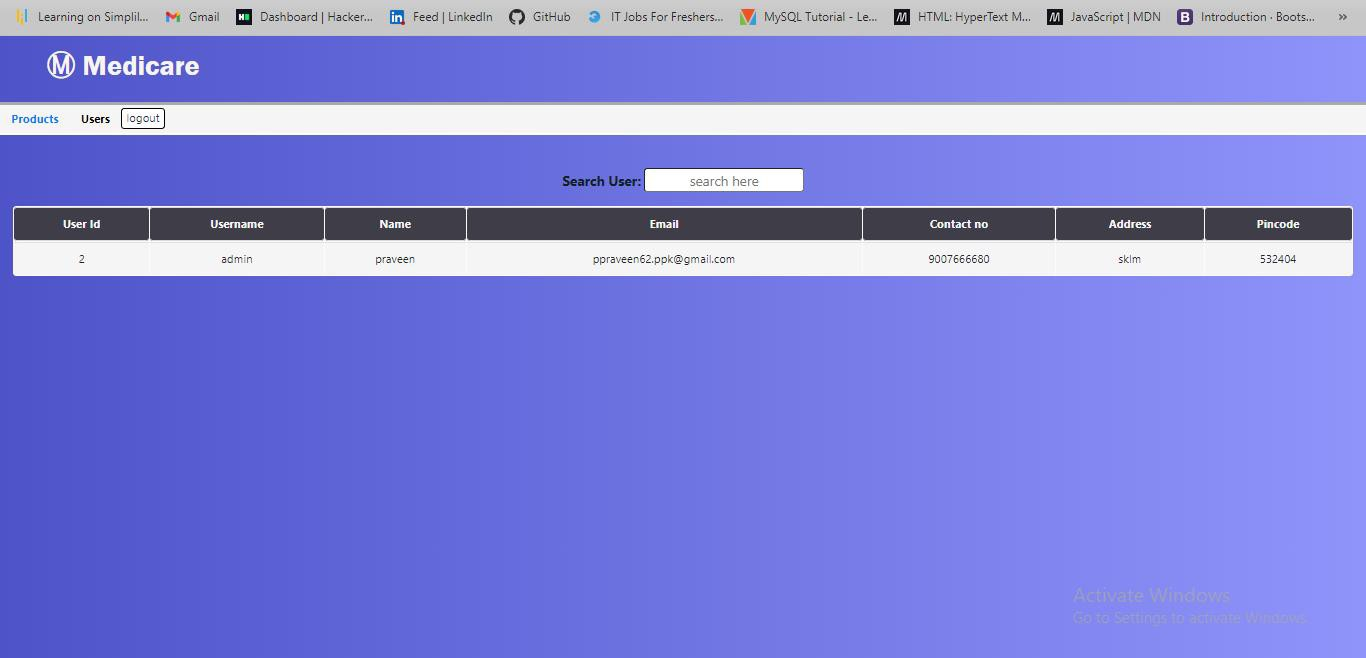 Learning on Simplil... Gmail Dashboard | Hacker... Feed | LinkedIn GitHub IT Jobs For Freshers... MySQL Tutorial - Le... HTML: HyperText M... JavaScript | MDN Introduction · Boots... »
Ⓜ Medicare
Products Users logout
Search User: search here
User Id Username Name Email Contact no Address Pincode
2 admin praveen ppraveen62.ppk@gmail.com 9007666680 sklm 532404
Activate Windows
Go to Settings to activate Windows.